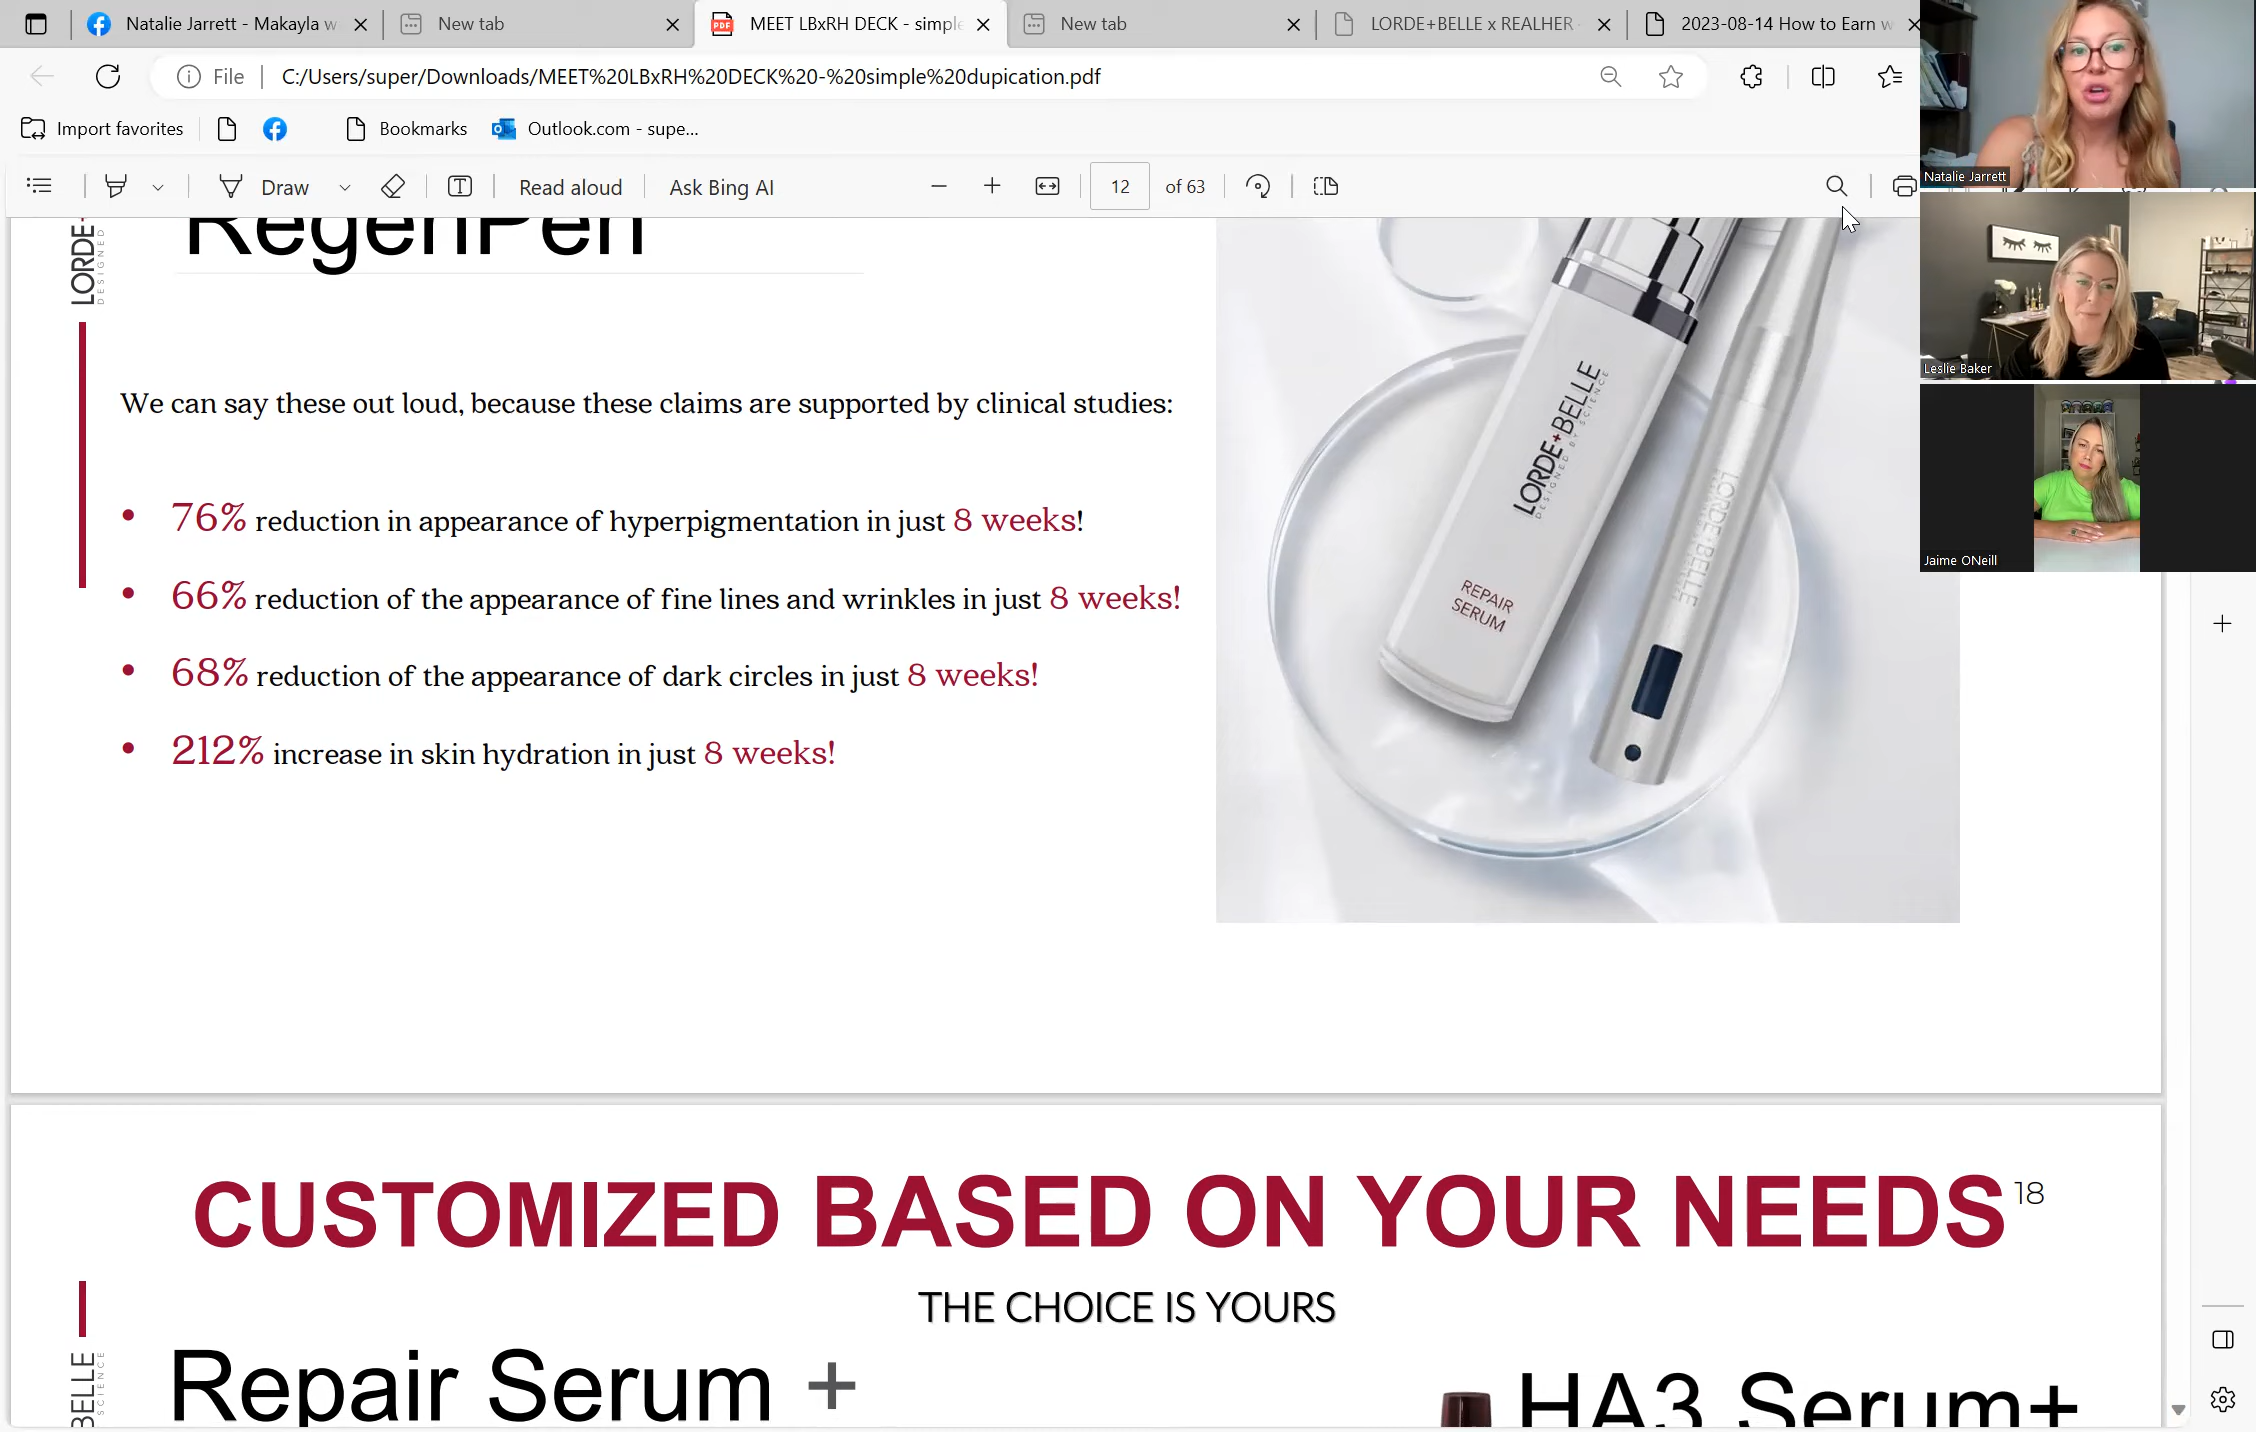 Natalie Jarrett - Makayla w
New tab
MEET LBxRH DECK - simple
New tab
LORDE+BELLE x REALHER
2023-08-14 How to Earn w
File
C:/Users/super/Downloads/MEET%20LBxRH%20DECK%20-%20simple%20dupication.pdf
Import favorites
Bookmarks
Outlook.com - supe...
Draw
Read aloud
Ask Bing AI
12
of 63
Natalie Jarrett
Leslie Baker
Jaime ONeill
LORDE+
DESIGNED
RegenPen
We can say these out loud, because these claims are supported by clinical studies:
• 76% reduction in appearance of hyperpigmentation in just 8 weeks!
• 66% reduction of the appearance of fine lines and wrinkles in just 8 weeks!
• 68% reduction of the appearance of dark circles in just 8 weeks!
• 212% increase in skin hydration in just 8 weeks!
LORDE+BELLE
DESIGNED BY SCIENCE
REPAIR
SERUM
LORDE+BELLE
CUSTOMIZED BASED ON YOUR NEEDS
18
THE CHOICE IS YOURS
BELLE
SCIENCE
Repair Serum +
HA3 Serum+